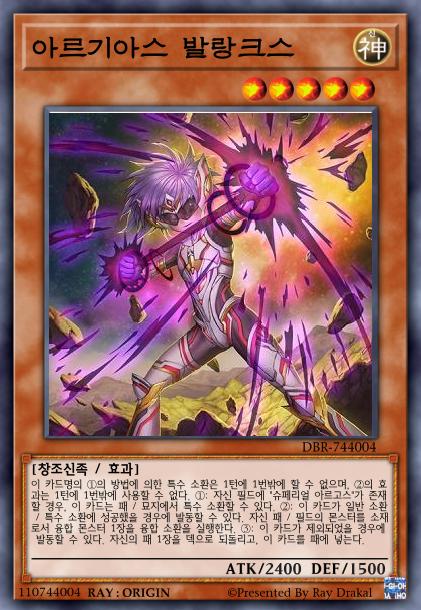 아르기아스 발랑크스
신
神
DBR-744004
[창조신족 / 효과]
이 카드명의 ①의 방법에 의한 특수 소환은 1턴에 1번밖에 할 수 없으며, ②의 효
과는 1턴에 1번밖에 사용할 수 없다. ①: 자신 필드에 '슈페리얼 아르고스'가 존재
할 경우, 이 카드는 패 / 묘지에서 특수 소환할 수 있다. ②: 이 카드가 일반 소환
/ 특수 소환에 성공했을 경우에 발동할 수 있다. 자신 패 / 필드의 몬스터를 소재
로서 융합 몬스터 1장을 융합 소환을 실행한다. ③: 이 카드가 제외되었을 경우에
발동할 수 있다. 자신의 패 1장을 덱으로 되돌리고, 이 카드를 패에 넣는다.
ATK/2400 DEF/1500
110744004 RAY : ORIGIN ©Presented By Ray Drakal